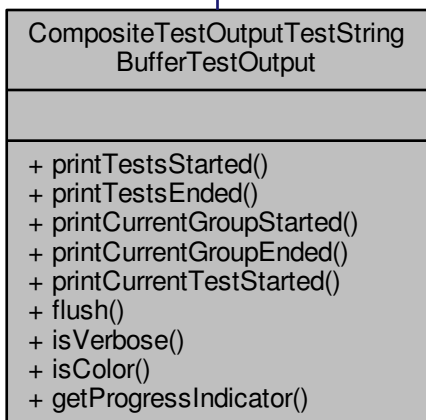 CompositeTestOutputTestString
BufferTestOutput
+ printTestsStarted()
+ printTestsEnded()
+ printCurrentGroupStarted()
+ printCurrentGroupEnded()
+ printCurrentTestStarted()
+ flush()
+ isVerbose()
+ isColor()
+ getProgressIndicator()